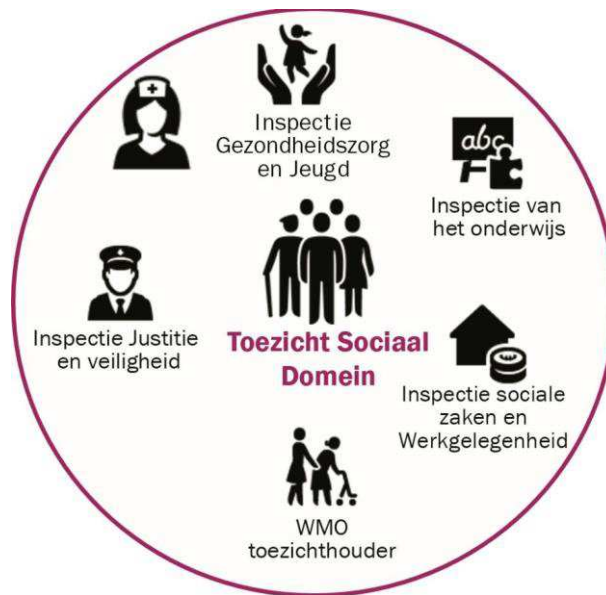 Inspectie
Gezondheidszorg
en Jeugd
abc
Inspectie van
het onderwijs
Inspectie Justitie
en veiligheid
Toezicht Sociaal
Domein
Inspectie sociale
zaken en
Werkgelegenheid
WMO
toezichthouder